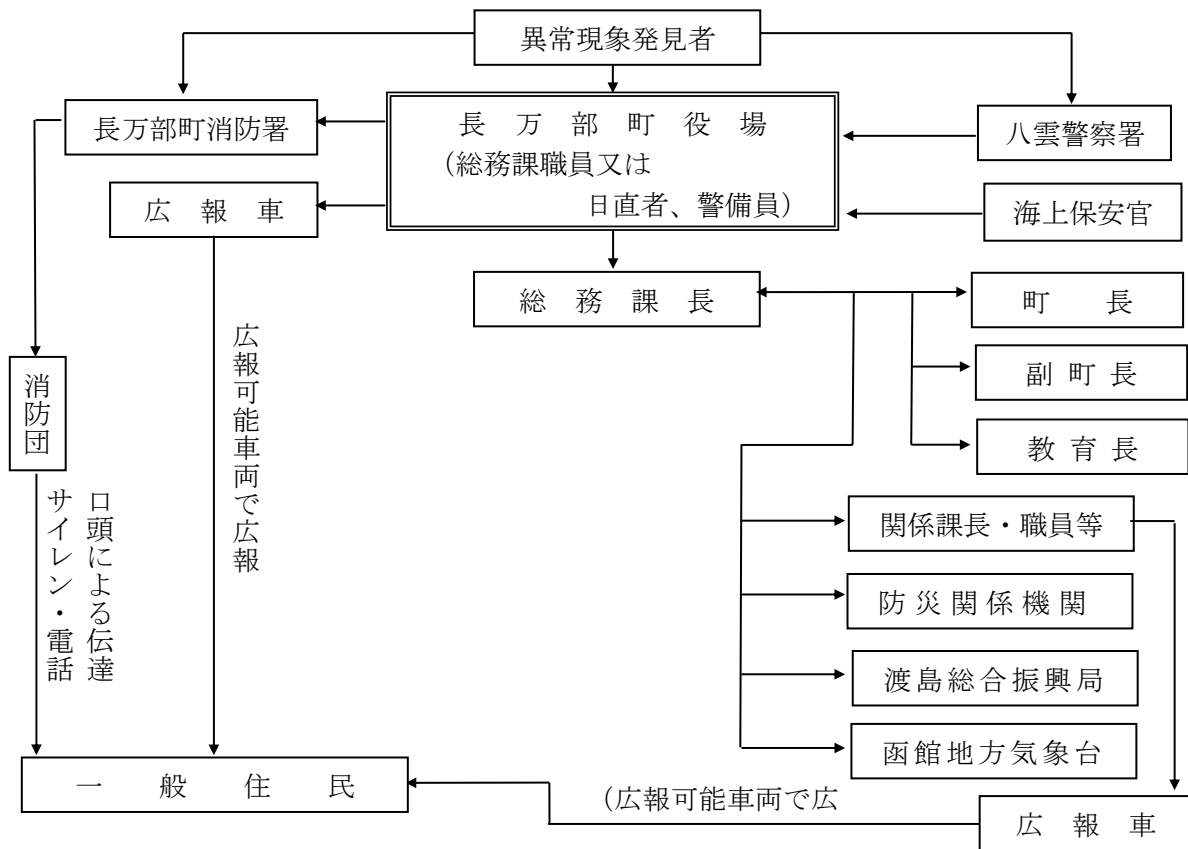 異常現象発見者
長万部町消防署
長万部町役場
(総務課職員又は
日直者、警備員)
八雲警察署
広報車
海上保安官
総務課長
町長
副町長
教育長
広報可能車両で広報
消防団
口頭による伝達
サイレン・電話
関係課長・職員等
防災関係機関
渡島総合振興局
函館地方気象台
一般住民
(広報可能車両で広
広報車